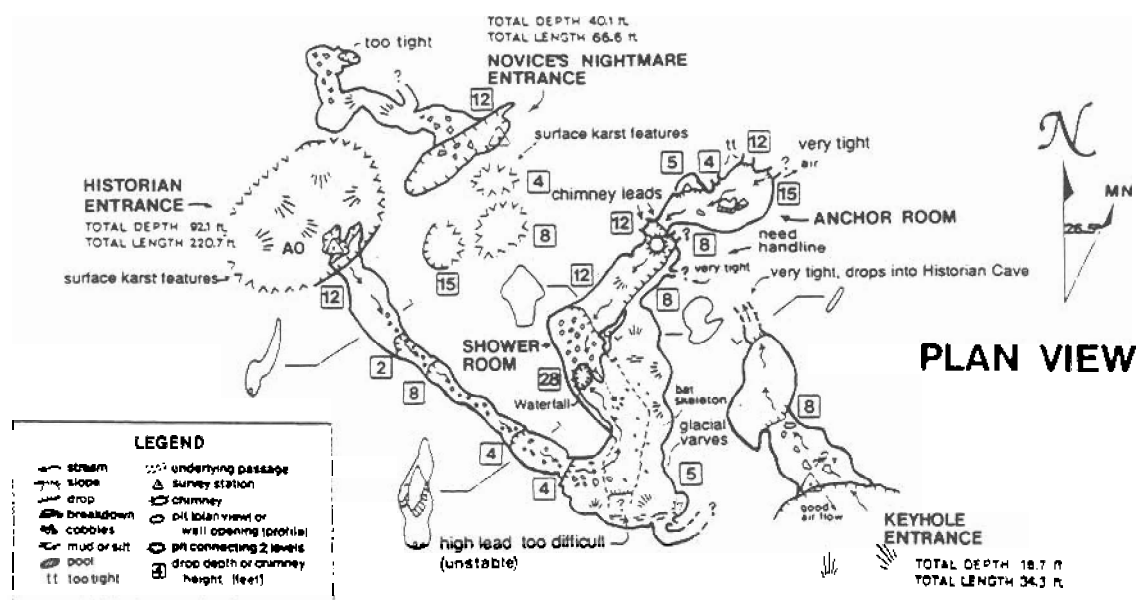 TOTAL DEPTH 40.1 ft.
TOTAL LENGTH 66.6 ft.
NOVICE'S NIGHTMARE
ENTRANCE
too tight
?
12
surface karst features
4
8
15
HISTORIAN
ENTRANCE
TOTAL DEPTH 92.1 ft.
TOTAL LENGTH 220.7 ft.
AO
surface karst features
12
2
8
4
4
chimney leads
5
4
tt
12
very tight
?
air
15
ANCHOR ROOM
12
?
8
need
handline
? very tight
8
12
very tight, drops into Historian Cave
SHOWER
ROOM
28
Waterfall
bat
skeleton
glacial
varves
5
?
?
high lead too difficult
(unstable)
8
good
air flow
KEYHOLE
ENTRANCE
TOTAL DEPTH 18.7 ft.
TOTAL LENGTH 34.3 ft.
N
MN
26.5°
PLAN VIEW
LEGEND
stream
slope
drop
breakdown
cobbles
mud or silt
pool
tt too tight
underlying passage
survey station
chimney
pit (plan view) or
wall opening (profile)
pit connecting 2 levels
4 drop depth or chimney
height (feet)